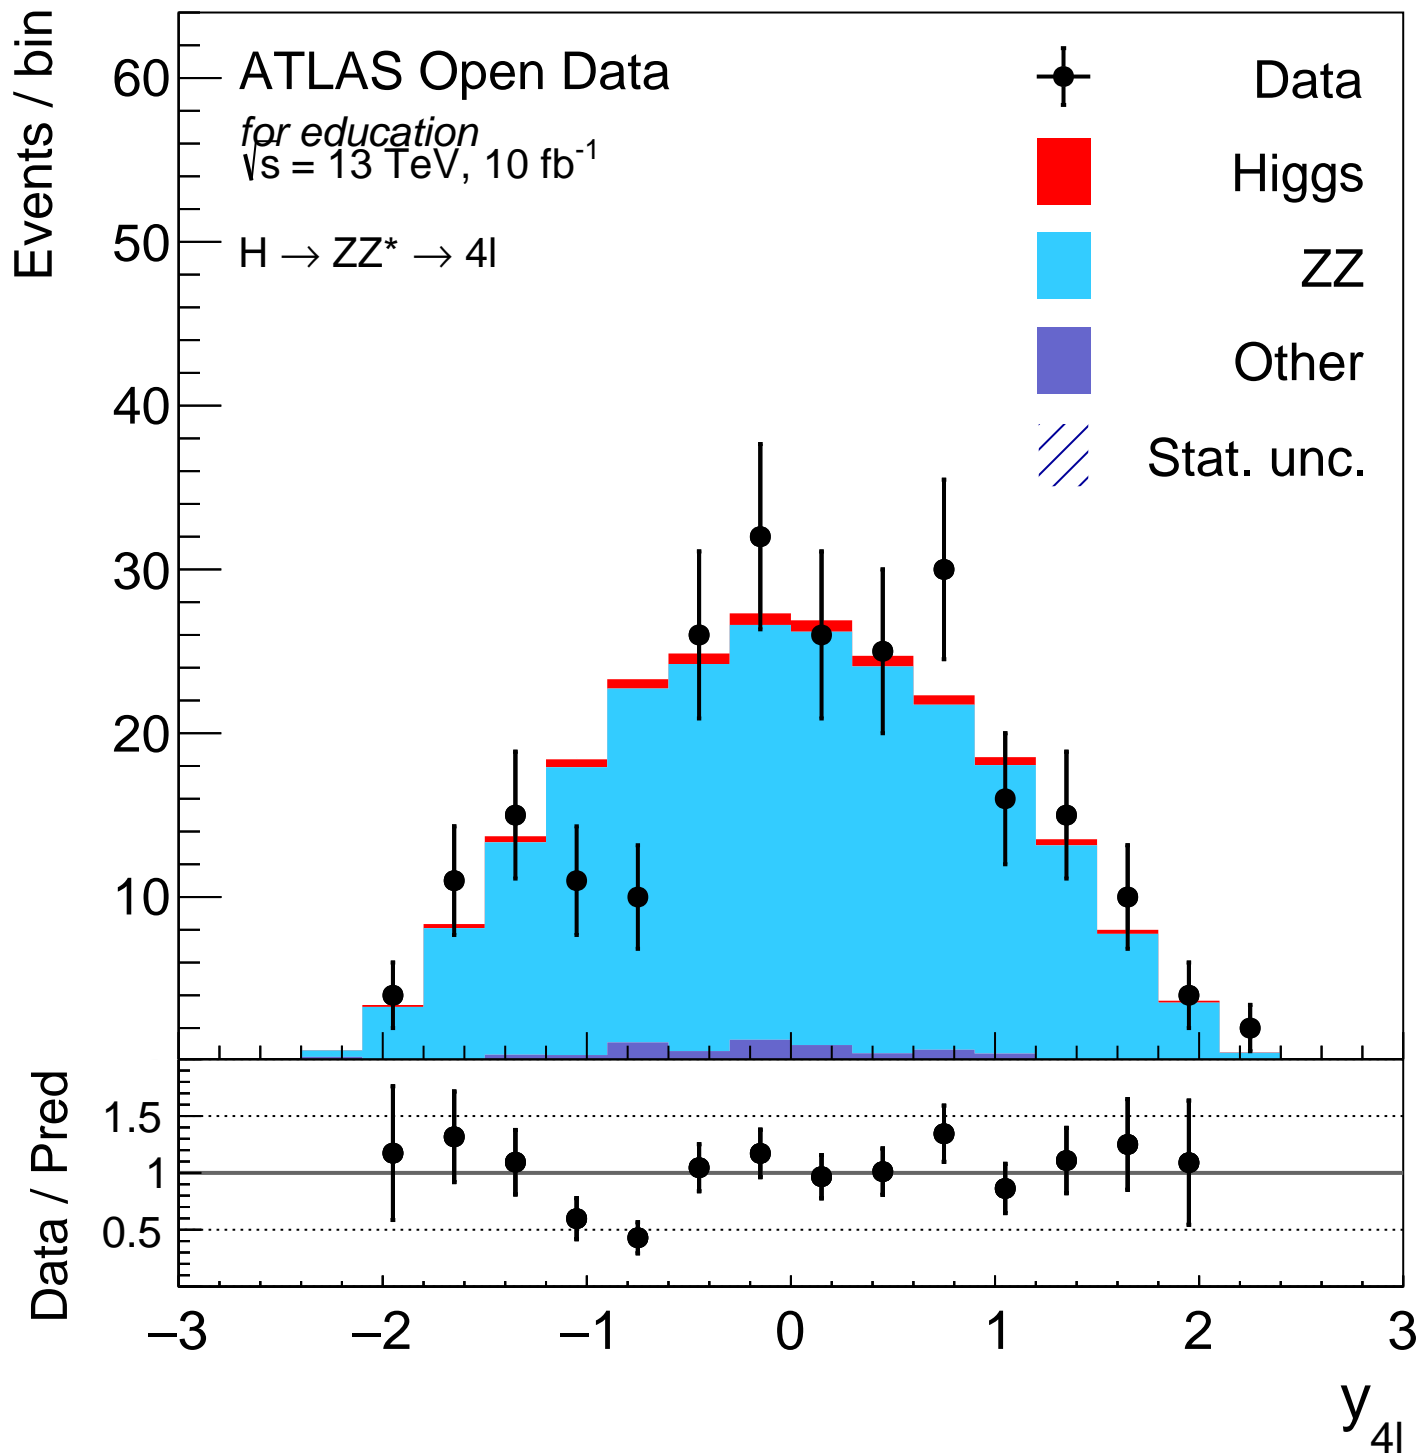 Events / bin
60
50
40
30
20
10
ATLAS Open Data
for education
√s = 13 TeV, 10 fb-1
H → ZZ* → 4l
Data
Higgs
ZZ
Other
Stat. unc.
Data / Pred
1.5
1
0.5
–3 –2 –1 0 1 2 3
y4l